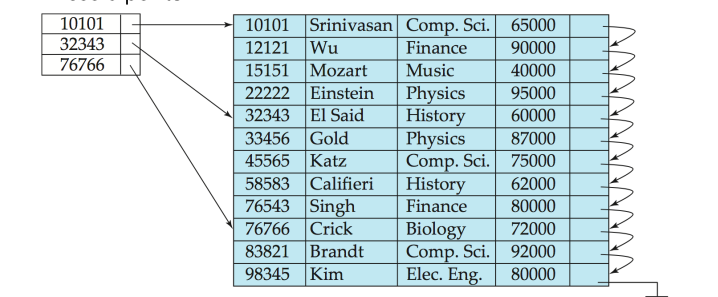 10101
32343
76766
10101 Srinivasan Comp. Sci. 65000
12121 Wu Finance 90000
15151 Mozart Music 40000
22222 Einstein Physics 95000
32343 El Said History 60000
33456 Gold Physics 87000
45565 Katz Comp. Sci. 75000
58583 Califieri History 62000
76543 Singh Finance 80000
76766 Crick Biology 72000
83821 Brandt Comp. Sci. 92000
98345 Kim Elec. Eng. 80000